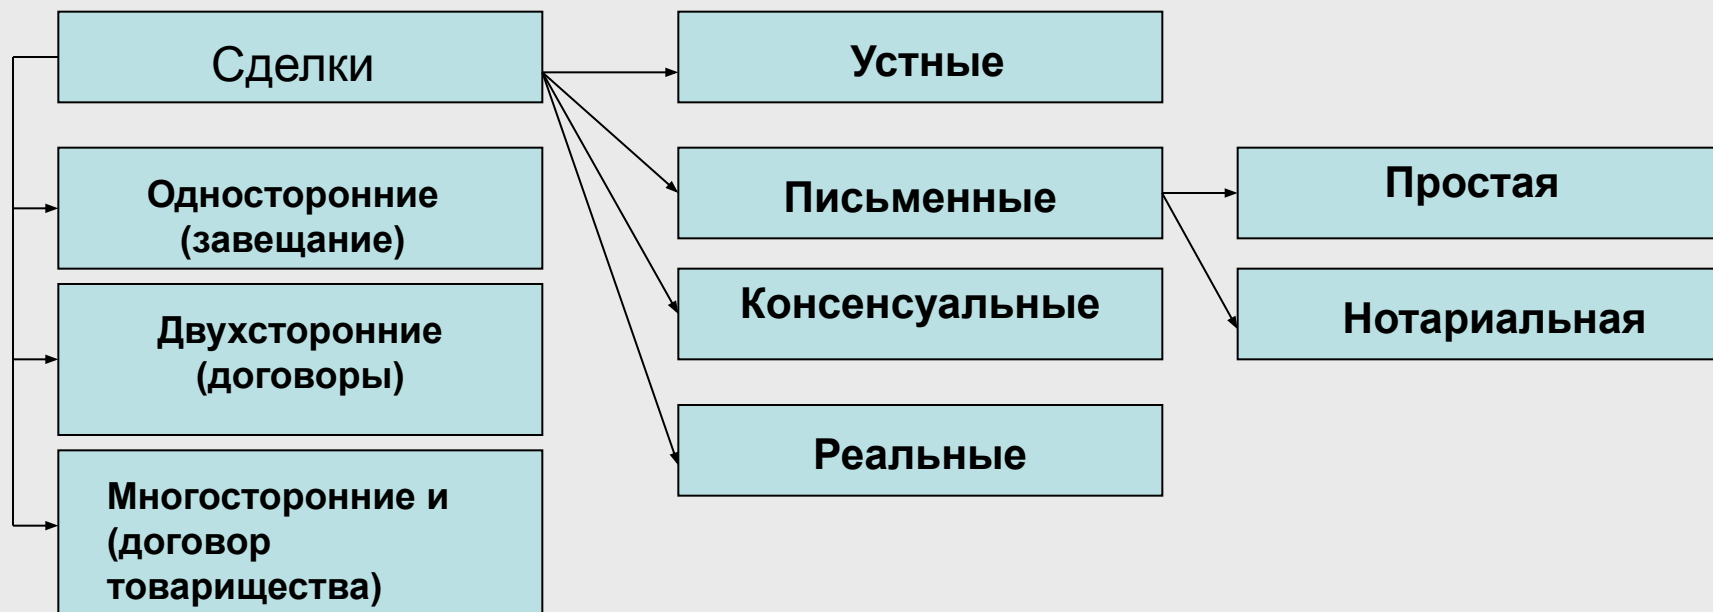 Сделки
Односторонние
(завещание)
Двухсторонние
(договоры)
Многосторонние и
(договор
товарищества)
Устные
Письменные
Консенсуальные
Реальные
Простая
Нотариальная